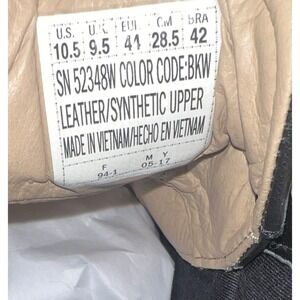 U.S. U.K. EUR CM BRA
10.5 9.5 44 28.5 42
SN 52348W COLOR CODE:BKW
LEATHER/SYNTHETIC UPPER
MADE IN VIETNAM/HECHO EN VIETNAM
F M Y
94-1 05-17